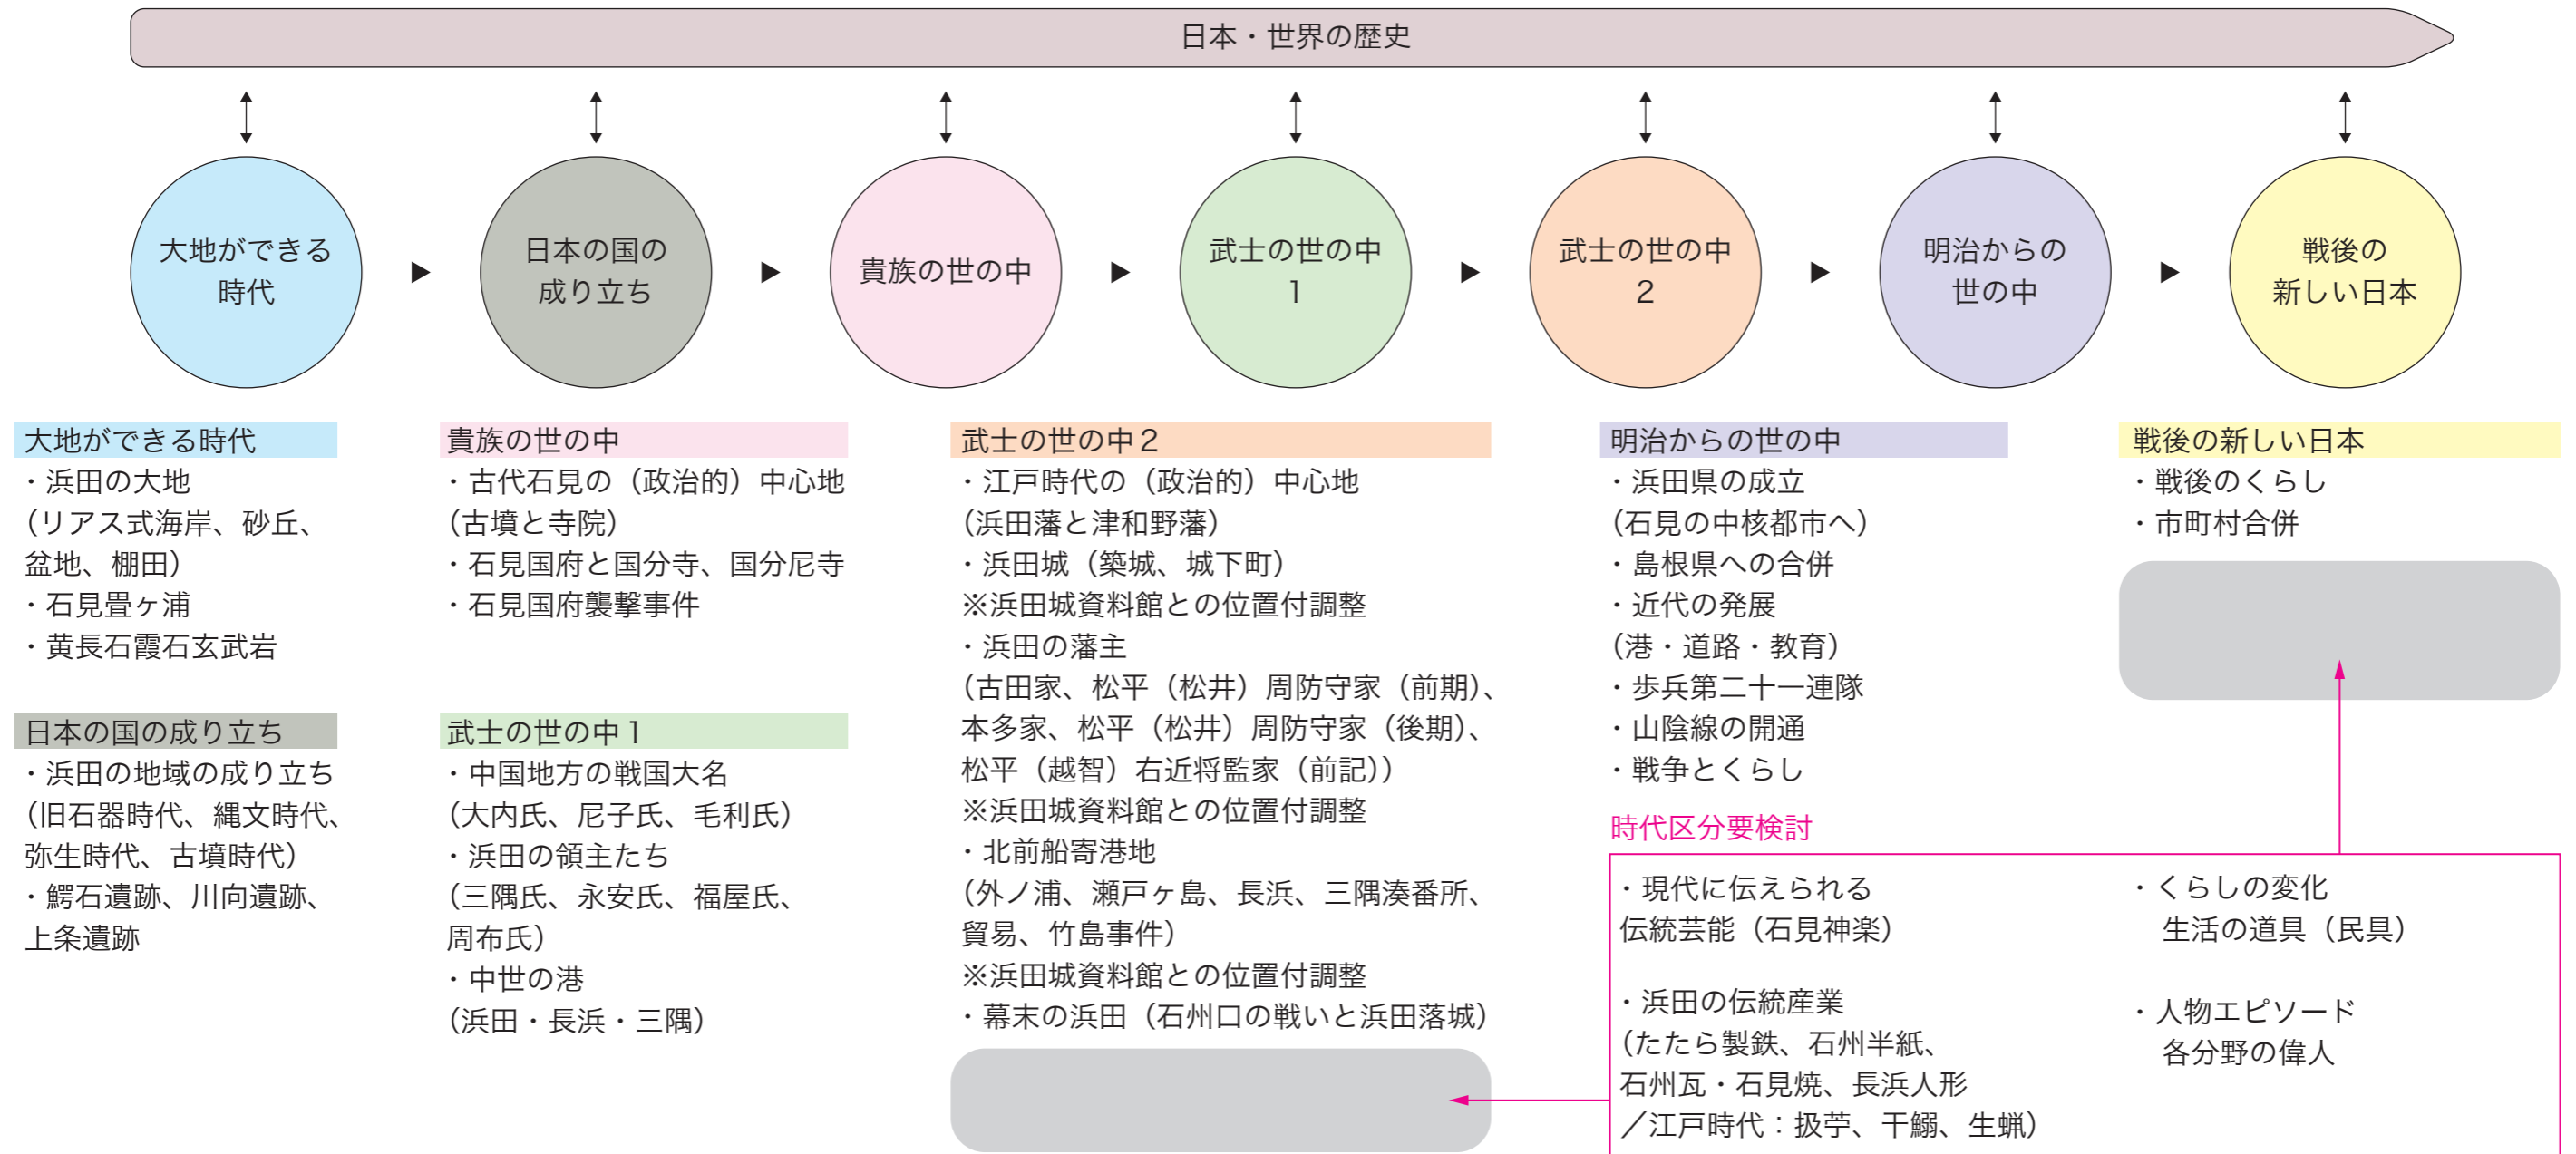 日本・世界の歴史
大地ができる
時代
日本の国の
成り立ち
貴族の世の中
武士の世の中
1
武士の世の中
2
明治からの
世の中
戦後の
新しい日本
大地ができる時代
・浜田の大地
（リアス式海岸、砂丘、
盆地、棚田）
・石見畳ヶ浦
・黄長石霞石玄武岩
日本の国の成り立ち
・浜田の地域の成り立ち
（旧石器時代、縄文時代、
弥生時代、古墳時代）
・鰐石遺跡、川向遺跡、
上条遺跡
貴族の世の中
・古代石見の（政治的）中心地
（古墳と寺院）
・石見国府と国分寺、国分尼寺
・石見国府襲撃事件
武士の世の中１
・中国地方の戦国大名
（大内氏、尼子氏、毛利氏）
・浜田の領主たち
（三隅氏、永安氏、福屋氏、
周布氏）
・中世の港
（浜田・長浜・三隅）
武士の世の中２
・江戸時代の（政治的）中心地
（浜田藩と津和野藩）
・浜田城（築城、城下町）
※浜田城資料館との位置付調整
・浜田の藩主
（古田家、松平（松井）周防守家（前期）、
本多家、松平（松井）周防守家（後期）、
松平（越智）右近将監家（前記））
※浜田城資料館との位置付調整
・北前船寄港地
（外ノ浦、瀬戸ヶ島、長浜、三隅湊番所、
貿易、竹島事件）
※浜田城資料館との位置付調整
・幕末の浜田（石州口の戦いと浜田落城）
明治からの世の中
・浜田県の成立
（石見の中核都市へ）
・島根県への合併
・近代の発展
（港・道路・教育）
・歩兵第二十一連隊
・山陰線の開通
・戦争とくらし
戦後の新しい日本
・戦後のくらし
・市町村合併
時代区分要検討
・現代に伝えられる
伝統芸能（石見神楽）
・浜田の伝統産業
（たたら製鉄、石州半紙、
石州瓦・石見焼、長浜人形
／江戸時代：扱苧、干鰯、生蝋）
・くらしの変化
生活の道具（民具）
・人物エピソード
各分野の偉人